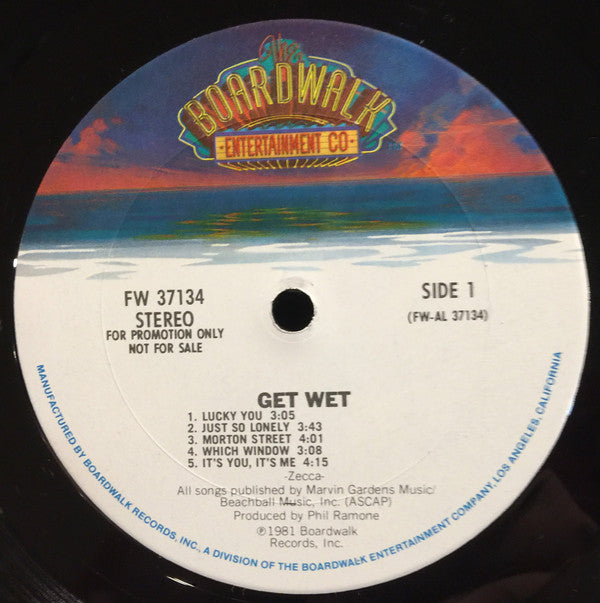 The
BOARDWALK
ENTERTAINMENT CO
FW 37134
STEREO
FOR PROMOTION ONLY
NOT FOR SALE
SIDE 1
(FW-AL 37134)
GET WET
1. LUCKY YOU 3:05
2. JUST SO LONELY 3:43
3. MORTON STREET 4:01
4. WHICH WINDOW 3:08
5. IT'S YOU, IT'S ME 4:15
-Zecca-
All songs published by Marvin Gardens Music/
Beachball Music, Inc. (ASCAP)
Produced by Phil Ramone
℗1981 Boardwalk
Records, Inc.
MANUFACTURED BY BOARDWALK RECORDS, INC., A DIVISION OF THE BOARDWALK ENTERTAINMENT COMPANY, LOS ANGELES, CALIFORNIA